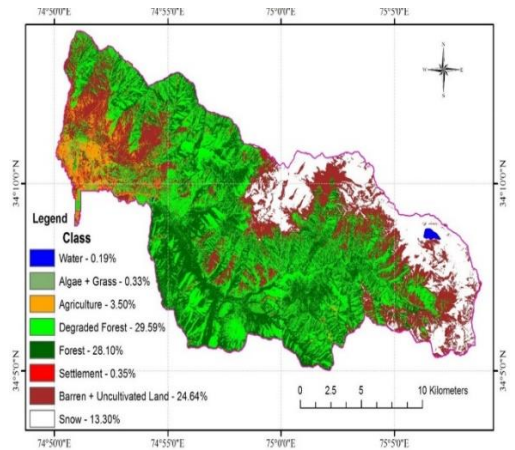 74°50'0"E 74°55'0"E 75°0'0"E 75°5'0"E
N
W E
S
34°10'0"N 34°10'0"N
Legend
Class
Water - 0.19%
Algae + Grass - 0.33%
Agriculture - 3.50%
Degraded Forest - 29.59%
Forest - 28.10%
Settlement - 0.35%
Barren + Uncultivated Land - 24.64%
Snow - 13.30%
34°5'0"N 34°5'0"N
0 2.5 5 10 Kilometers
74°50'0"E 74°55'0"E 75°0'0"E 75°5'0"E